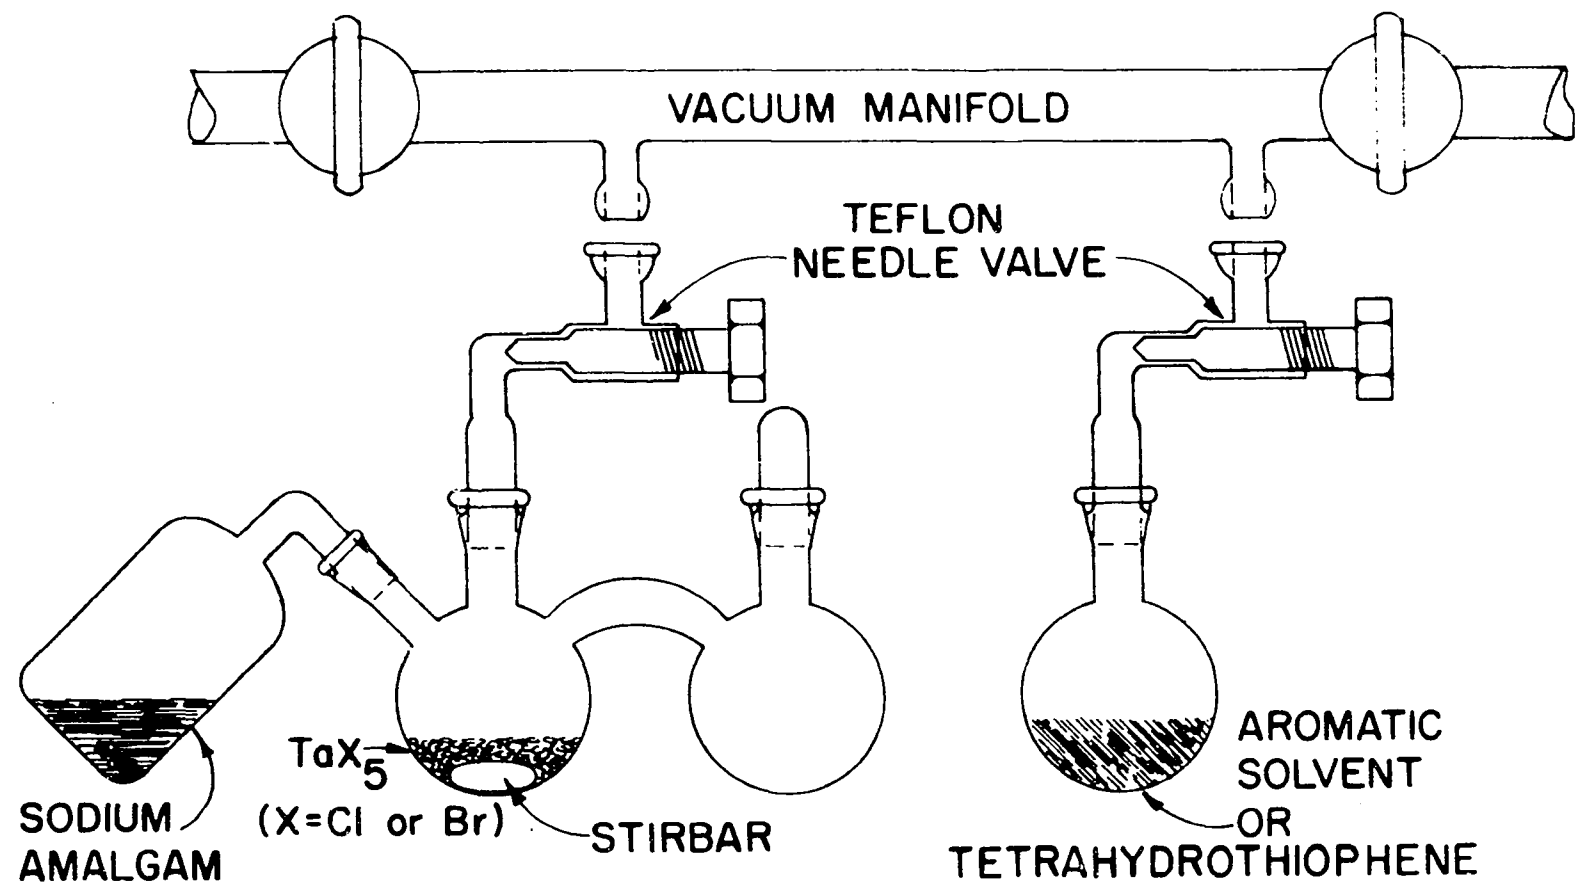 VACUUM MANIFOLD
TEFLON
NEEDLE VALVE
TaX5
(X=Cl or Br)
STIRBAR
SODIUM
AMALGAM
AROMATIC
SOLVENT
OR
TETRAHYDROTHIOPHENE